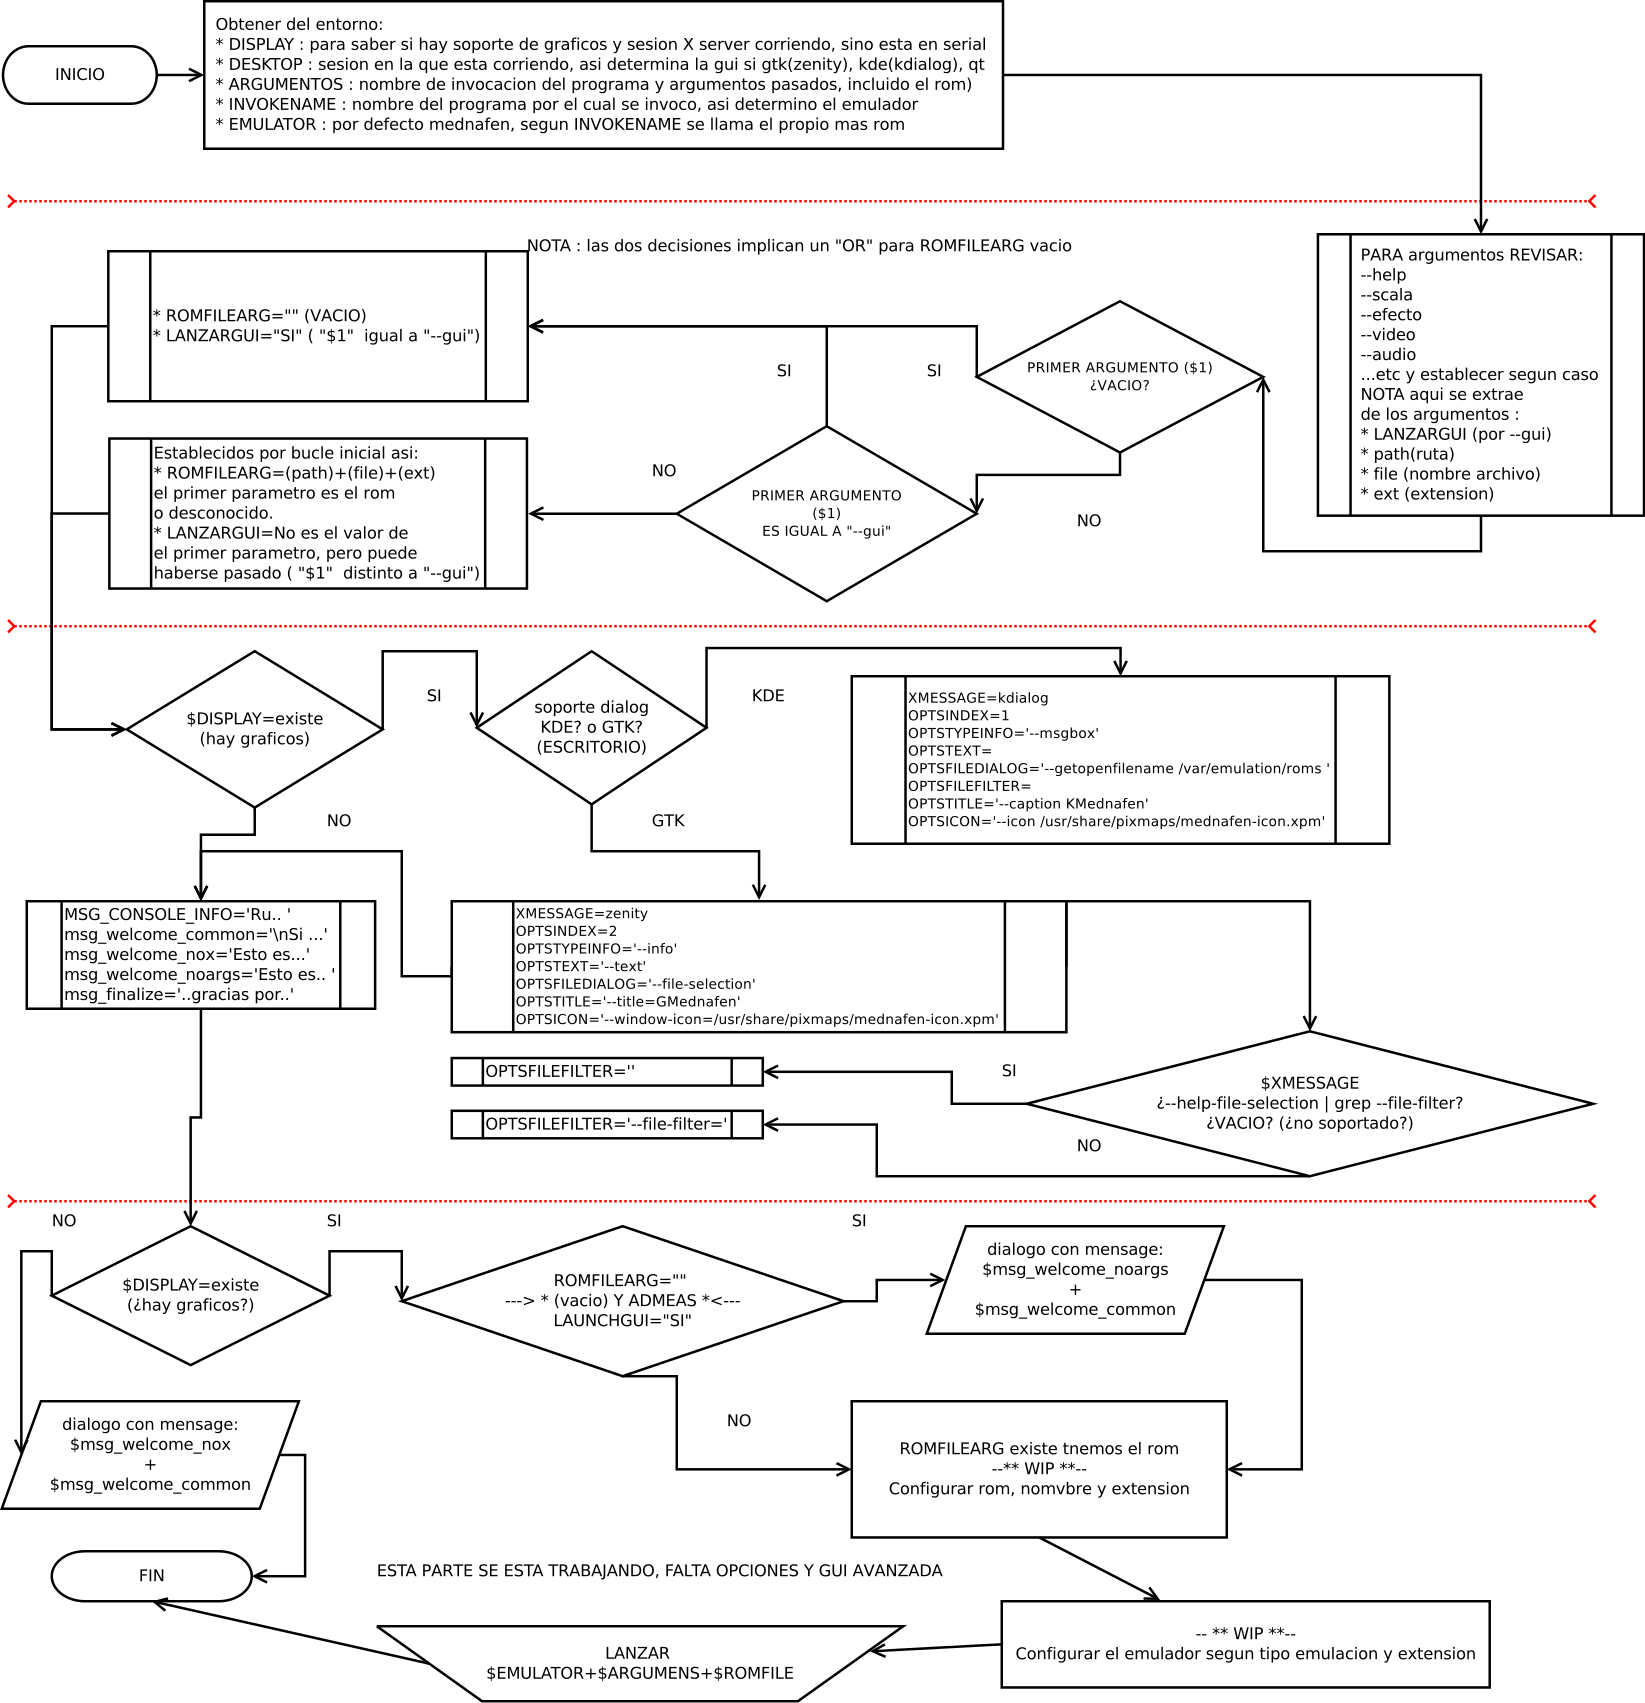 INICIO
Obtener del entorno:
* DISPLAY : para saber si hay soporte de graficos y sesion X server corriendo, sino esta en serial
* DESKTOP : sesion en la que esta corriendo, asi determina la gui si gtk(zenity), kde(kdialog), qt
* ARGUMENTOS : nombre de invocacion del programa y argumentos pasados, incluido el rom)
* INVOKENAME : nombre del programa por el cual se invoco, asi determino el emulador
* EMULATOR : por defecto mednafen, segun INVOKENAME se llama el propio mas rom
PARA argumentos REVISAR:
--help
--scala
--efecto
--video
--audio
...etc y establecer segun caso
NOTA aqui se extrae
de los argumentos :
* LANZARGUI (por --gui)
* path(ruta)
* file (nombre archivo)
* ext (extension)
NOTA : las dos decisiones implican un "OR" para ROMFILEARG vacio
* ROMFILEARG="" (VACIO)
* LANZARGUI="SI" ( "$1"  igual a "--gui")
SI
SI
PRIMER ARGUMENTO ($1)
¿VACIO?
Establecidos por bucle inicial asi:
* ROMFILEARG=(path)+(file)+(ext)
el primer parametro es el rom
o desconocido.
* LANZARGUI=No es el valor de
el primer parametro, pero puede
haberse pasado ( "$1"  distinto a "--gui")
NO
PRIMER ARGUMENTO
($1)
ES IGUAL A "--gui"
NO
$DISPLAY=existe
(hay graficos)
SI
soporte dialog
KDE? o GTK?
(ESCRITORIO)
KDE
XMESSAGE=kdialog
OPTSINDEX=1
OPTSTYPEINFO='--msgbox'
OPTSTEXT=
OPTSFILEDIALOG='--getopenfilename /var/emulation/roms '
OPTSFILEFILTER=
OPTSTITLE='--caption KMednafen'
OPTSICON='--icon /usr/share/pixmaps/mednafen-icon.xpm'
NO
GTK
MSG_CONSOLE_INFO='Ru.. '
msg_welcome_common='\nSi ...'
msg_welcome_nox='Esto es...'
msg_welcome_noargs='Esto es.. '
msg_finalize='..gracias por..'
XMESSAGE=zenity
OPTSINDEX=2
OPTSTYPEINFO='--info'
OPTSTEXT='--text'
OPTSFILEDIALOG='--file-selection'
OPTSTITLE='--title=GMednafen'
OPTSICON='--window-icon=/usr/share/pixmaps/mednafen-icon.xpm'
OPTSFILEFILTER=''
SI
$XMESSAGE
¿--help-file-selection | grep --file-filter?
¿VACIO? (¿no soportado?)
OPTSFILEFILTER='--file-filter='
NO
NO
SI
SI
$DISPLAY=existe
(¿hay graficos?)
ROMFILEARG=""
---> * (vacio) Y ADMEAS *<---
LAUNCHGUI="SI"
dialogo con mensage:
$msg_welcome_noargs
+
$msg_welcome_common
dialogo con mensage:
$msg_welcome_nox
+
$msg_welcome_common
NO
ROMFILEARG existe tnemos el rom
--** WIP **--
Configurar rom, nomvbre y extension
FIN
ESTA PARTE SE ESTA TRABAJANDO, FALTA OPCIONES Y GUI AVANZADA
LANZAR
$EMULATOR+$ARGUMENS+$ROMFILE
-- ** WIP **--
Configurar el emulador segun tipo emulacion y extension